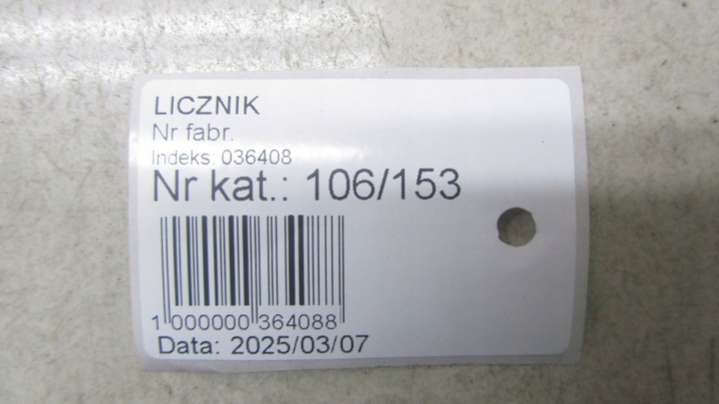 LICZNIK
Nr fabr.
Indeks: 036408
Nr kat.: 106/153
1 000000 364088
Data: 2025/03/07